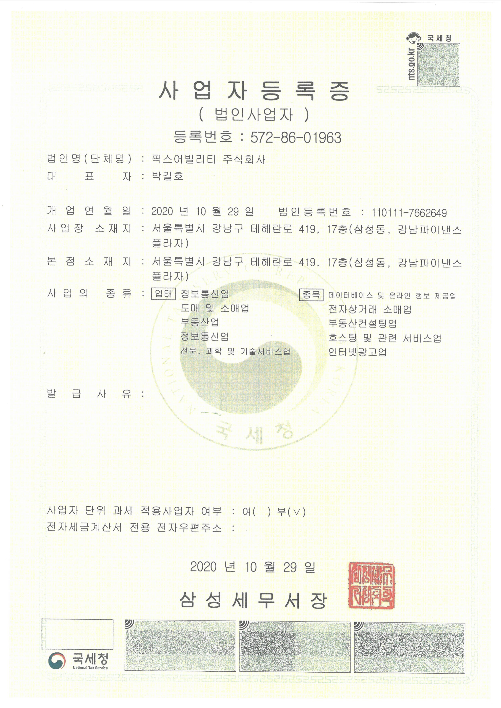 국세청
nts.go.kr
사업자등록증
( 법인사업자 )
등록번호 : 572-86-01963
법인명(단체명) : 픽스어빌리티 주식회사
대 표 자 : 박길호
개 업 연 월 일 : 2020 년 10 월 29 일 법인등록번호 : 110111-7662649
사업장 소재지 : 서울특별시 강남구 테헤란로 419, 17층(삼성동, 강남파이낸스
플라자)
본 점 소 재 지 : 서울특별시 강남구 테헤란로 419, 17층(삼성동, 강남파이낸스
플라자)
사업의 종류 : 업태 정보통신업 종목 데이터베이스 및 온라인 정보 제공업
도매 및 소매업 전자상거래 소매업
부동산업 부동산컨설팅업
정보통신업 호스팅 및 관련 서비스업
전문, 과학 및 기술서비스업 인터넷광고업
발 급 사 유 :
국세청
사업자 단위 과세 적용사업자 여부 : 여( ) 부(∨)
전자세금계산서 전용 전자우편주소 :
2020 년 10 월 29 일
삼성세무서장
국세청
National Tax Service